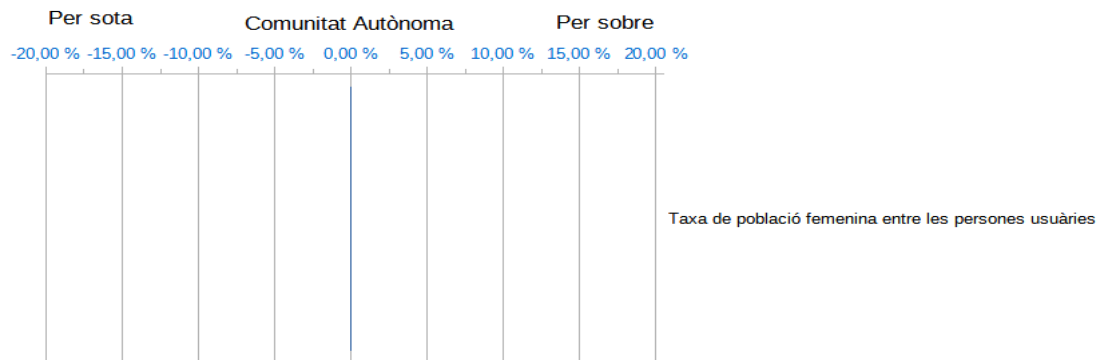 Per sota Comunitat Autònoma Per sobre
-20,00 % -15,00 % -10,00 % -5,00 % 0,00 % 5,00 % 10,00 % 15,00 % 20,00 %
Taxa de població femenina entre les persones usuàries